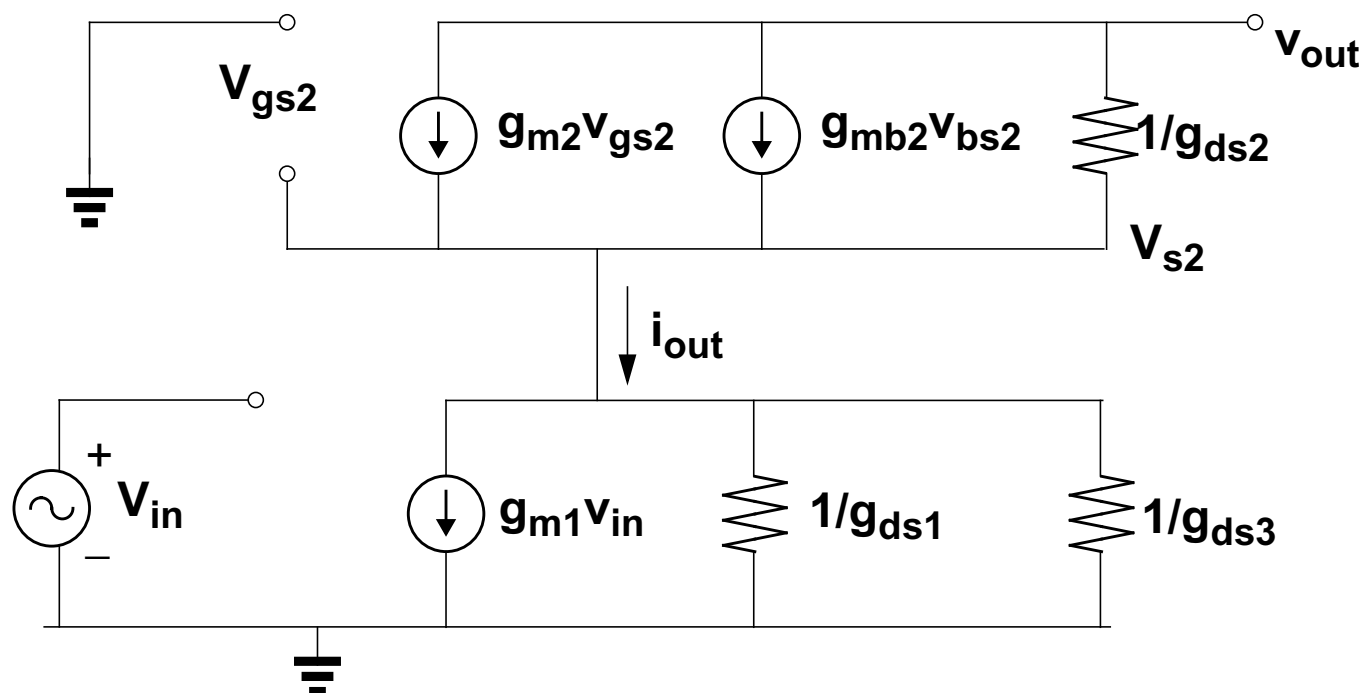 v_out
V_gs2
g_m2v_gs2
g_mb2v_bs2
1/g_ds2
V_s2
i_out
+
V_in
–
g_m1v_in
1/g_ds1
1/g_ds3